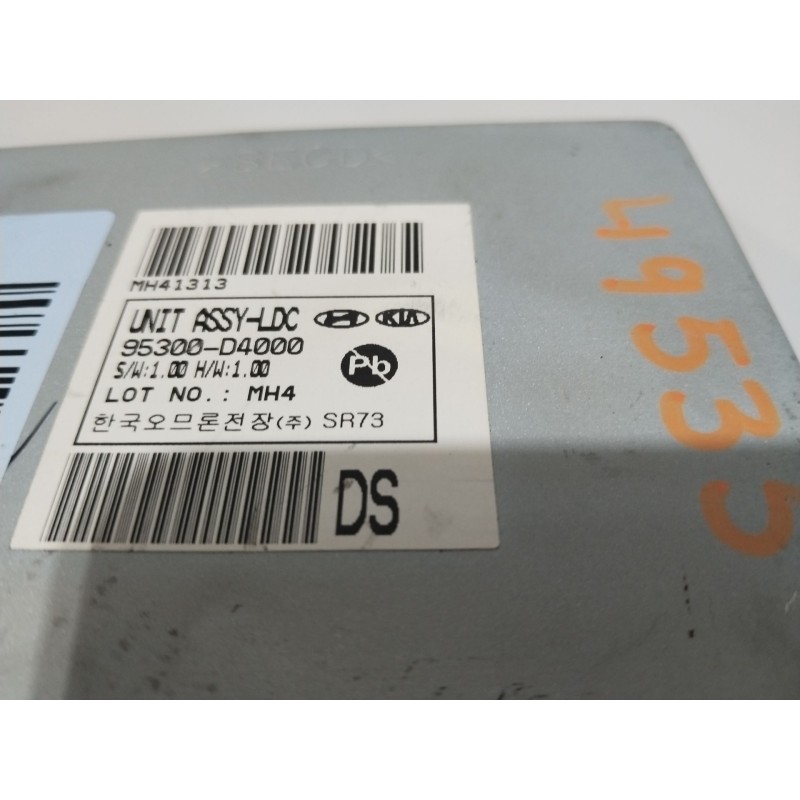 MH41313
UNIT ASSY-LDC KIA
95300-D4000
S/W:1.00 H/W:1.00 Pb
LOT NO.: MH4
한국오므론전장(주) SR73
DS
49535